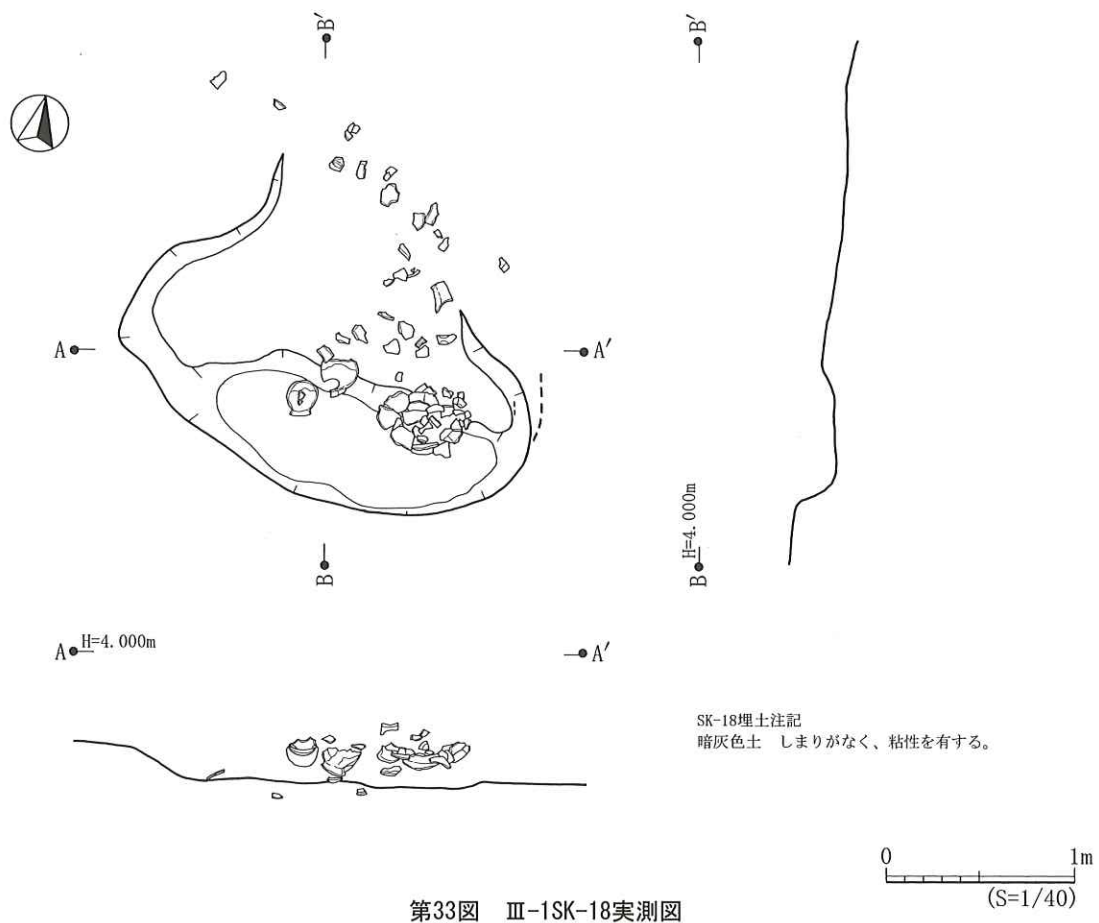 B′
B′
A
A′
B
B
H=4.000m
A
H=4.000m
A′
SK-18埋土注記
暗灰色土　しまりがなく、粘性を有する。
0
1m
(S=1/40)
第33図　Ⅲ-1SK-18実測図